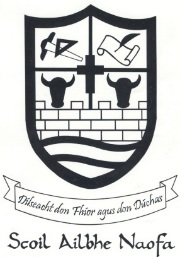 Dílseacht don Fhíor agus don Dúchas
Scoil Ailbhe Naofa